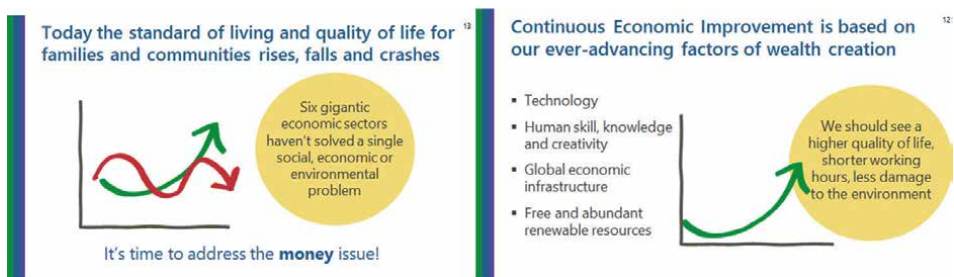 Today the standard of living and quality of life for
families and communities rises, falls and crashes
13
Six gigantic
economic sectors
haven't solved a single
social, economic or
environmental
problem
It's time to address the money issue!
Continuous Economic Improvement is based on
our ever-advancing factors of wealth creation
12
▪ Technology
▪ Human skill, knowledge
and creativity
▪ Global economic
infrastructure
▪ Free and abundant
renewable resources
We should see a
higher quality of life,
shorter working
hours, less damage
to the environment